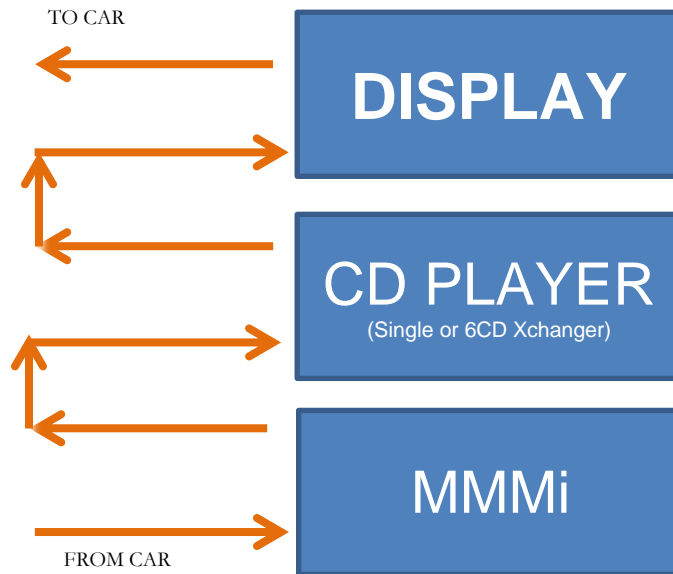 TO CAR
DISPLAY
CD PLAYER
(Single or 6CD Xchanger)
MMMi
FROM CAR